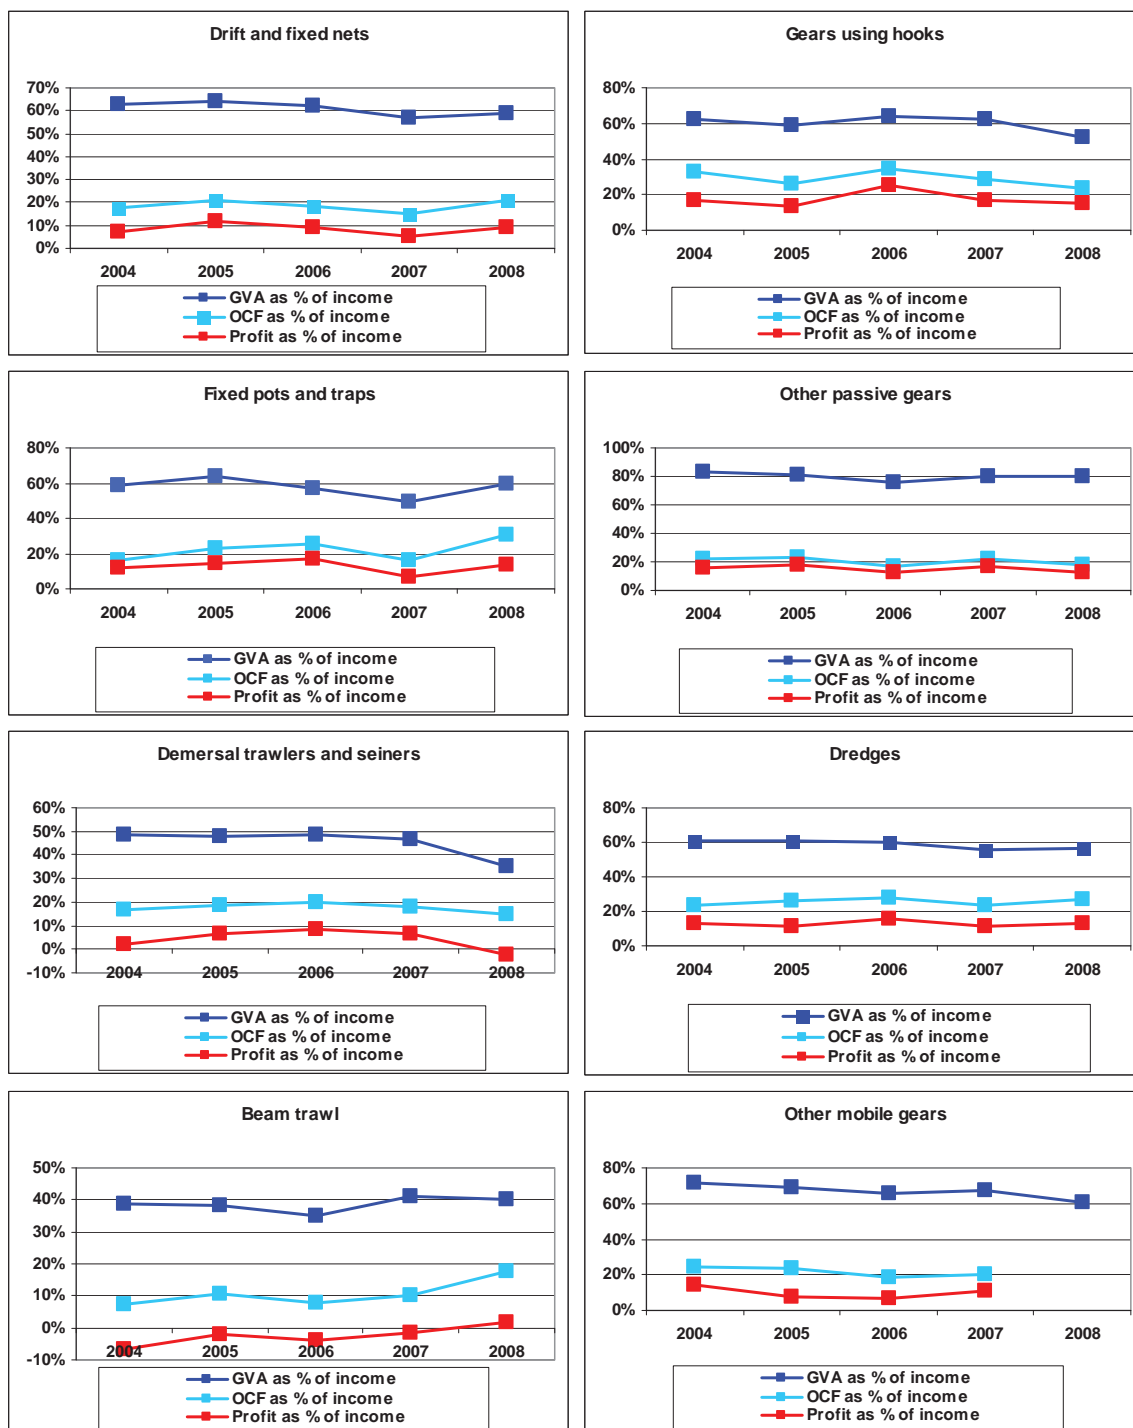 Drift and fixed nets
70%
60%
50%
40%
30%
20%
10%
0%
2004 2005 2006 2007 2008
GVA as % of income
OCF as % of income
Profit as % of income
Gears using hooks
80%
60%
40%
20%
0%
2004 2005 2006 2007 2008
GVA as % of income
OCF as % of income
Profit as % of income
Fixed pots and traps
80%
60%
40%
20%
0%
2004 2005 2006 2007 2008
GVA as % of income
OCF as % of income
Profit as % of income
Other passive gears
100%
80%
60%
40%
20%
0%
2004 2005 2006 2007 2008
GVA as % of income
OCF as % of income
Profit as % of income
Demersal trawlers and seiners
60%
50%
40%
30%
20%
10%
0%
-10%
2004 2005 2006 2007 2008
GVA as % of income
OCF as % of income
Profit as % of income
Dredges
80%
60%
40%
20%
0%
2004 2005 2006 2007 2008
GVA as % of income
OCF as % of income
Profit as % of income
Beam trawl
50%
40%
30%
20%
10%
0%
-10%
2004 2005 2006 2007 2008
GVA as % of income
OCF as % of income
Profit as % of income
Other mobile gears
80%
60%
40%
20%
0%
2004 2005 2006 2007 2008
GVA as % of income
OCF as % of income
Profit as % of income